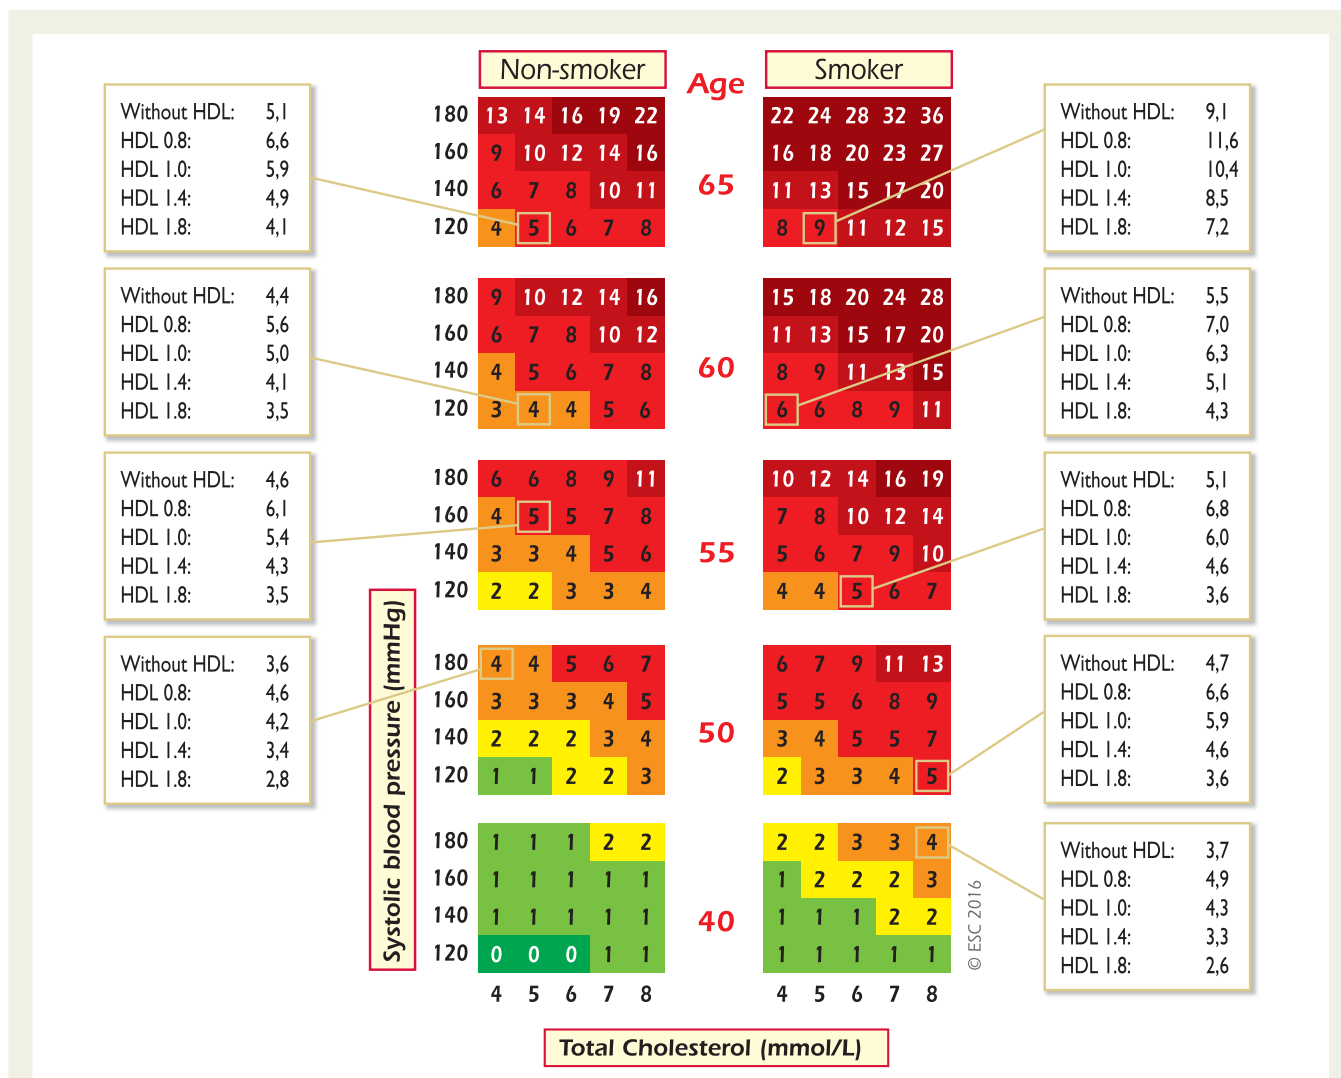 Non-smoker Age Smoker
Without HDL: 5,1
HDL 0.8: 6,6
HDL 1.0: 5,9
HDL 1.4: 4,9
HDL 1.8: 4,1
180 13 14 16 19 22 22 24 28 32 36
160 9 10 12 14 16 16 18 20 23 27
140 6 7 8 10 11 65 11 13 15 17 20
120 4 5 6 7 8 8 9 11 12 15
Without HDL: 9,1
HDL 0.8: 11,6
HDL 1.0: 10,4
HDL 1.4: 8,5
HDL 1.8: 7,2
Without HDL: 4,4
HDL 0.8: 5,6
HDL 1.0: 5,0
HDL 1.4: 4,1
HDL 1.8: 3,5
180 9 10 12 14 16 15 18 20 24 28
160 6 7 8 10 12 11 13 15 17 20
140 4 5 6 7 8 60 8 9 11 13 15
120 3 4 4 5 6 6 6 8 9 11
Without HDL: 5,5
HDL 0.8: 7,0
HDL 1.0: 6,3
HDL 1.4: 5,1
HDL 1.8: 4,3
Without HDL: 4,6
HDL 0.8: 6,1
HDL 1.0: 5,4
HDL 1.4: 4,3
HDL 1.8: 3,5
180 6 6 8 9 11 10 12 14 16 19
160 4 5 5 7 8 7 8 10 12 14
140 3 3 4 5 6 55 5 6 7 9 10
120 2 2 3 3 4 4 4 5 6 7
Without HDL: 5,1
HDL 0.8: 6,8
HDL 1.0: 6,0
HDL 1.4: 4,6
HDL 1.8: 3,6
Without HDL: 3,6
HDL 0.8: 4,6
HDL 1.0: 4,2
HDL 1.4: 3,4
HDL 1.8: 2,8
Systolic blood pressure (mmHg)
180 4 4 5 6 7 6 7 9 11 13
160 3 3 3 4 5 5 5 6 8 9
140 2 2 2 3 4 50 3 4 5 5 7
120 1 1 2 2 3 2 3 3 4 5
Without HDL: 4,7
HDL 0.8: 6,6
HDL 1.0: 5,9
HDL 1.4: 4,6
HDL 1.8: 3,6
180 1 1 1 2 2 2 2 3 3 4
160 1 1 1 1 1 1 2 2 2 3
140 1 1 1 1 1 40 1 1 1 2 2
120 0 0 0 1 1 1 1 1 1 1
4 5 6 7 8 4 5 6 7 8
© ESC 2016
Without HDL: 3,7
HDL 0.8: 4,9
HDL 1.0: 4,3
HDL 1.4: 3,3
HDL 1.8: 2,6
Total Cholesterol (mmol/L)